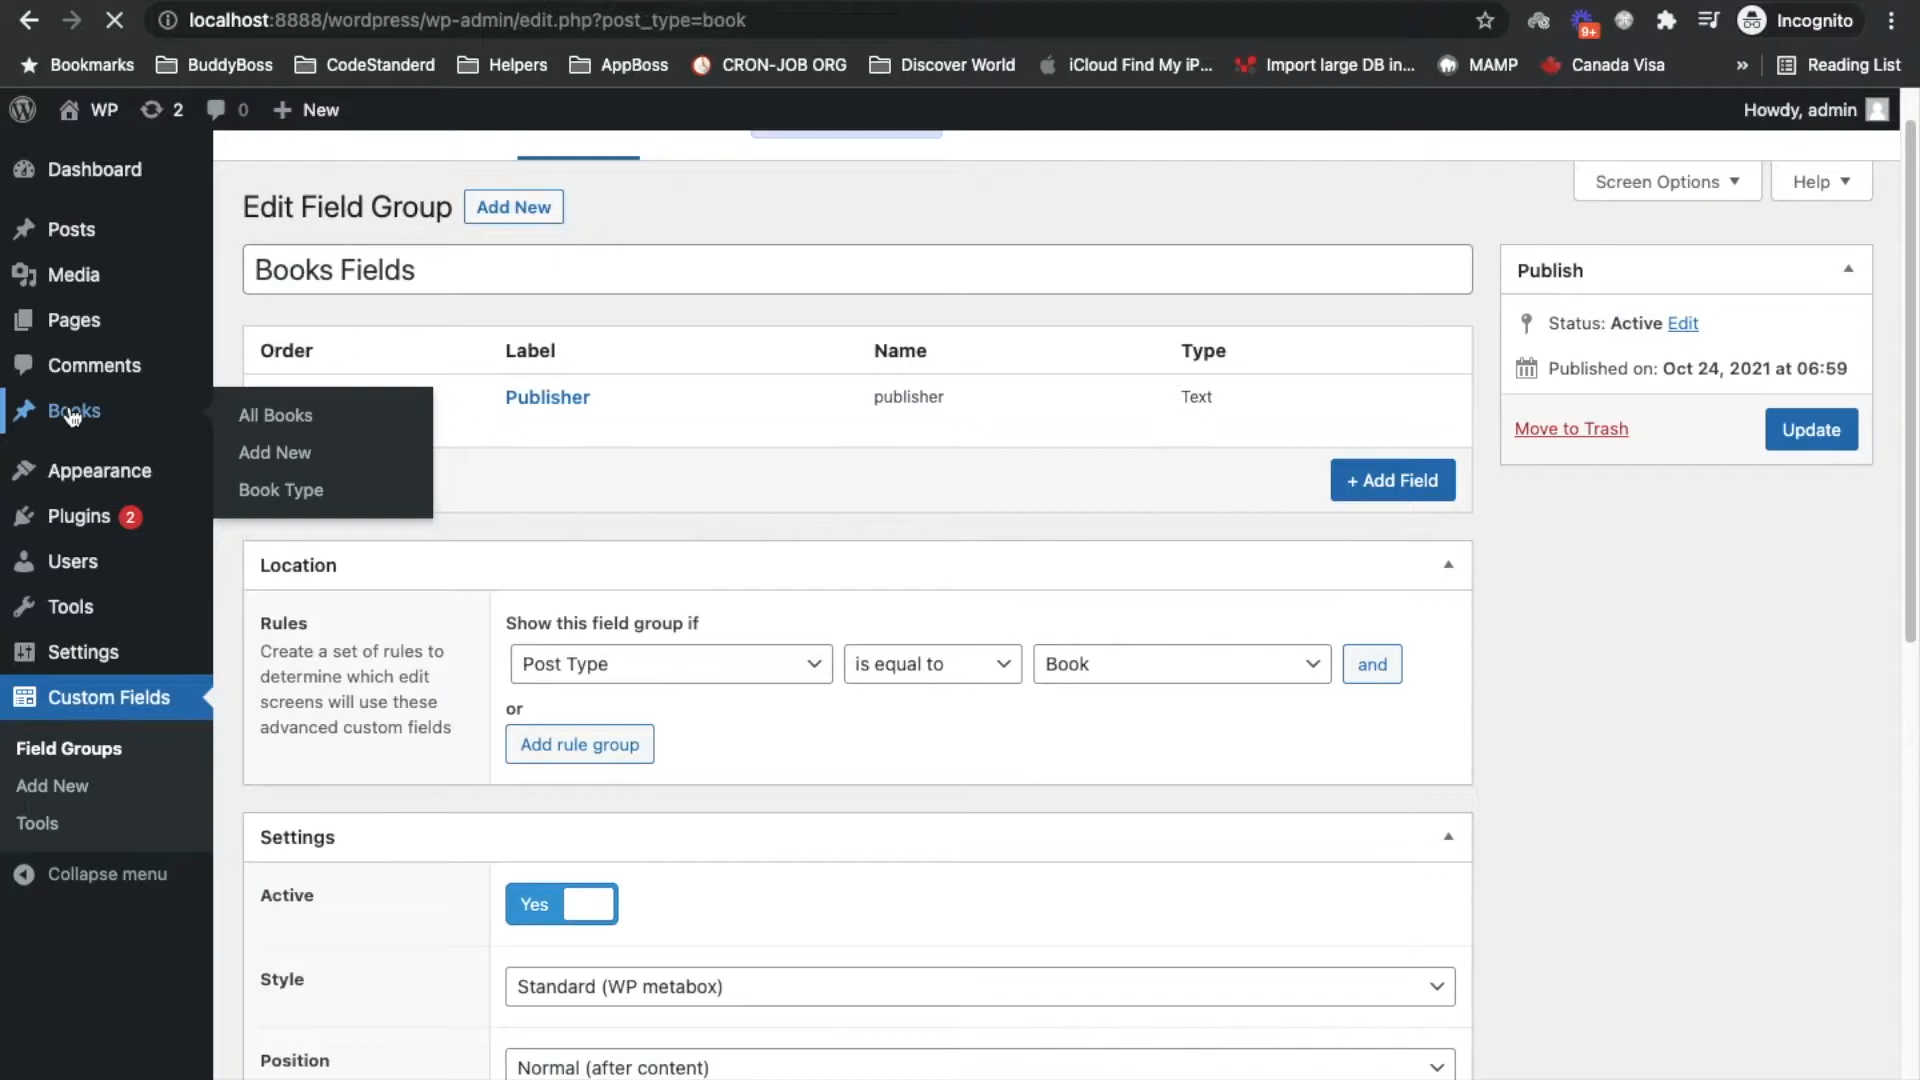 localhost:8888/wordpress/wp-admin/edit.php?post_type=book
9+
Incognito
Bookmarks
BuddyBoss
CodeStanderd
Helpers
AppBoss
CRON-JOB ORG
Discover World
iCloud Find My iP...
Import large DB in...
MAMP
Canada Visa
»
Reading List
WP
2
0
New
Howdy, admin
Dashboard
Posts
Media
Pages
Comments
Books
Appearance
Plugins 2
Users
Tools
Settings
Custom Fields
Field Groups
Add New
Tools
Collapse menu
All Books
Add New
Book Type
Screen Options
Help
Edit Field Group
Add New
Books Fields
Order
Label
Name
Type
Publisher
publisher
Text
+ Add Field
Location
Rules
Create a set of rules to
determine which edit
screens will use these
advanced custom fields
Show this field group if
Post Type
is equal to
Book
and
or
Add rule group
Settings
Active
Yes
Style
Standard (WP metabox)
Position
Normal (after content)
Publish
Status: Active Edit
Published on: Oct 24, 2021 at 06:59
Move to Trash
Update